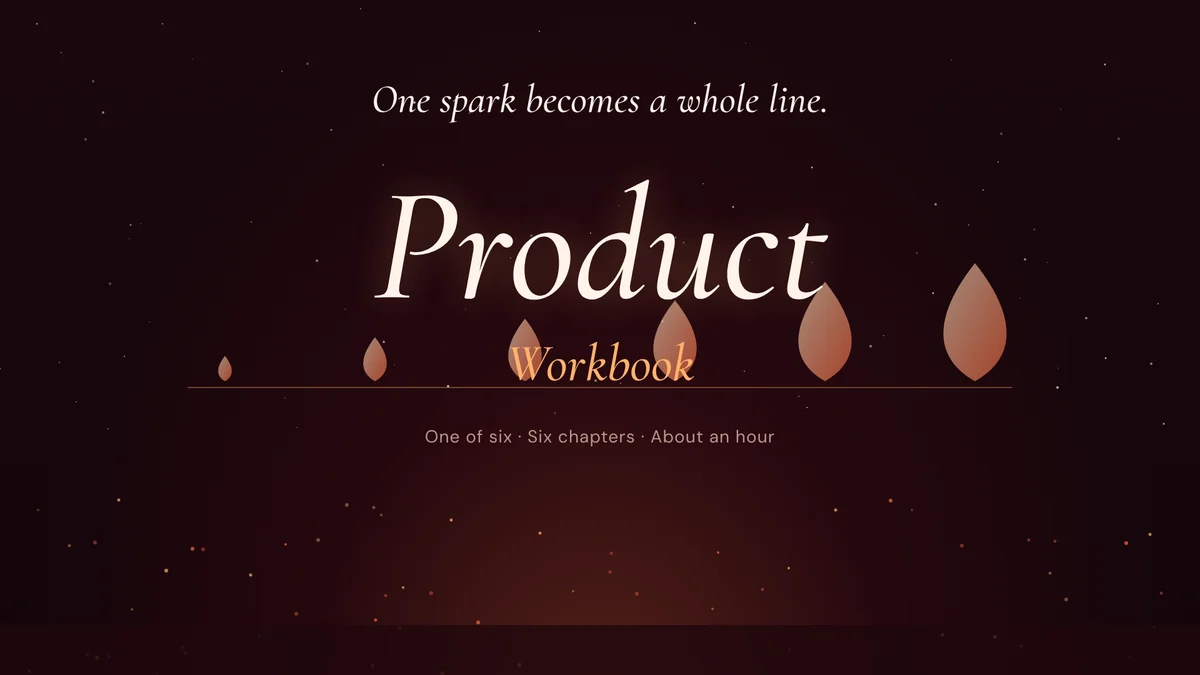 One spark becomes a whole line.
Product
Workbook
One of six · Six chapters · About an hour